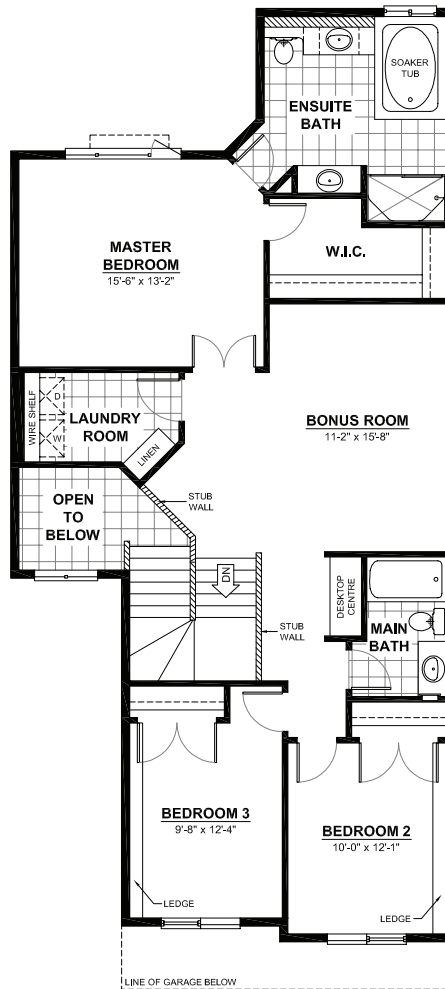 SOAKER
TUB
ENSUITE
BATH
MASTER
BEDROOM
15'-6" x 13'-2"
W.I.C.
WIRE SHELF
D
W
LAUNDRY
ROOM
LINEN
BONUS ROOM
11'-2" x 15'-8"
OPEN
TO
BELOW
STUB
WALL
DN
DESKTOP
CENTRE
STUB
WALL
MAIN
BATH
BEDROOM 3
9'-8" x 12'-4"
BEDROOM 2
10'-0" x 12'-1"
LEDGE
LEDGE
LINE OF GARAGE BELOW